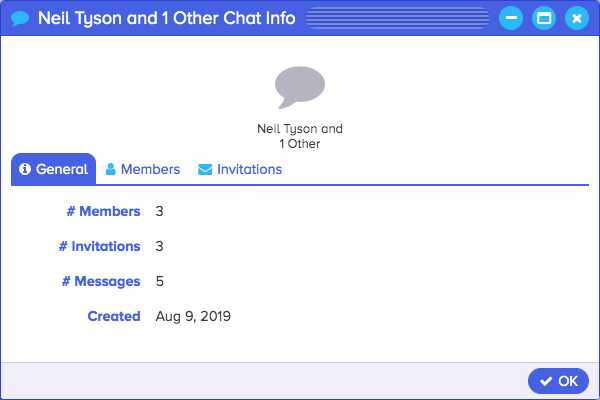 Neil Tyson and 1 Other Chat Info
Neil Tyson and
1 Other
General Members Invitations
# Members 3
# Invitations 3
# Messages 5
Created Aug 9, 2019
OK